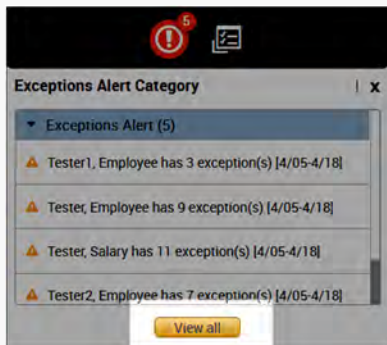 5
Exceptions Alert Category | x
Exceptions Alert (5)
Tester1, Employee has 3 exception(s) [4/05-4/18]
Tester, Employee has 9 exception(s) [4/05-4/18]
Tester, Salary has 11 exception(s) [4/05-4/18]
Tester2, Employee has 7 exception(s) [4/05-4/18]
View all